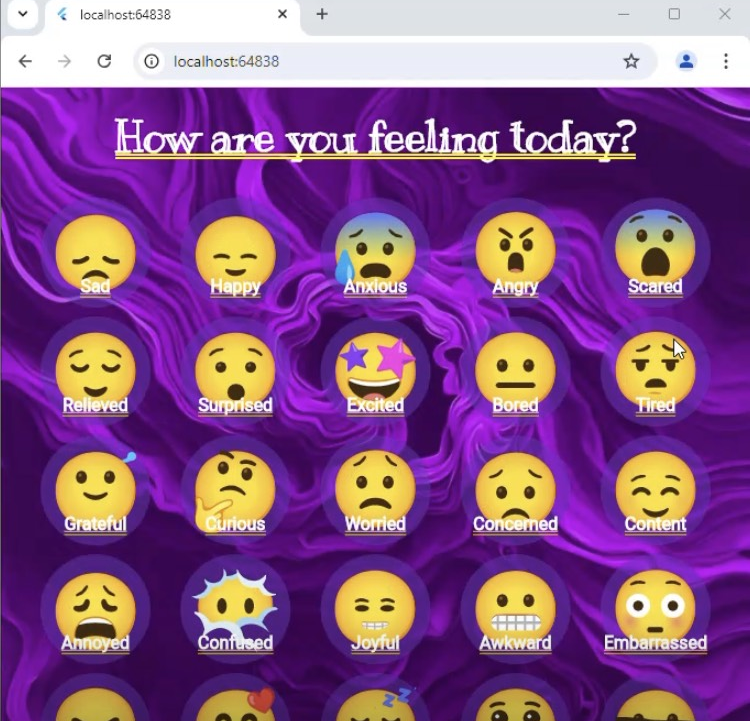 localhost:64838
localhost:64838
How are you feeling today?
Sad Happy Anxious Angry Scared
Relieved Surprised Excited Bored Tired
Grateful Curious Worried Concerned Content
Annoyed Confused Joyful Awkward Embarrassed